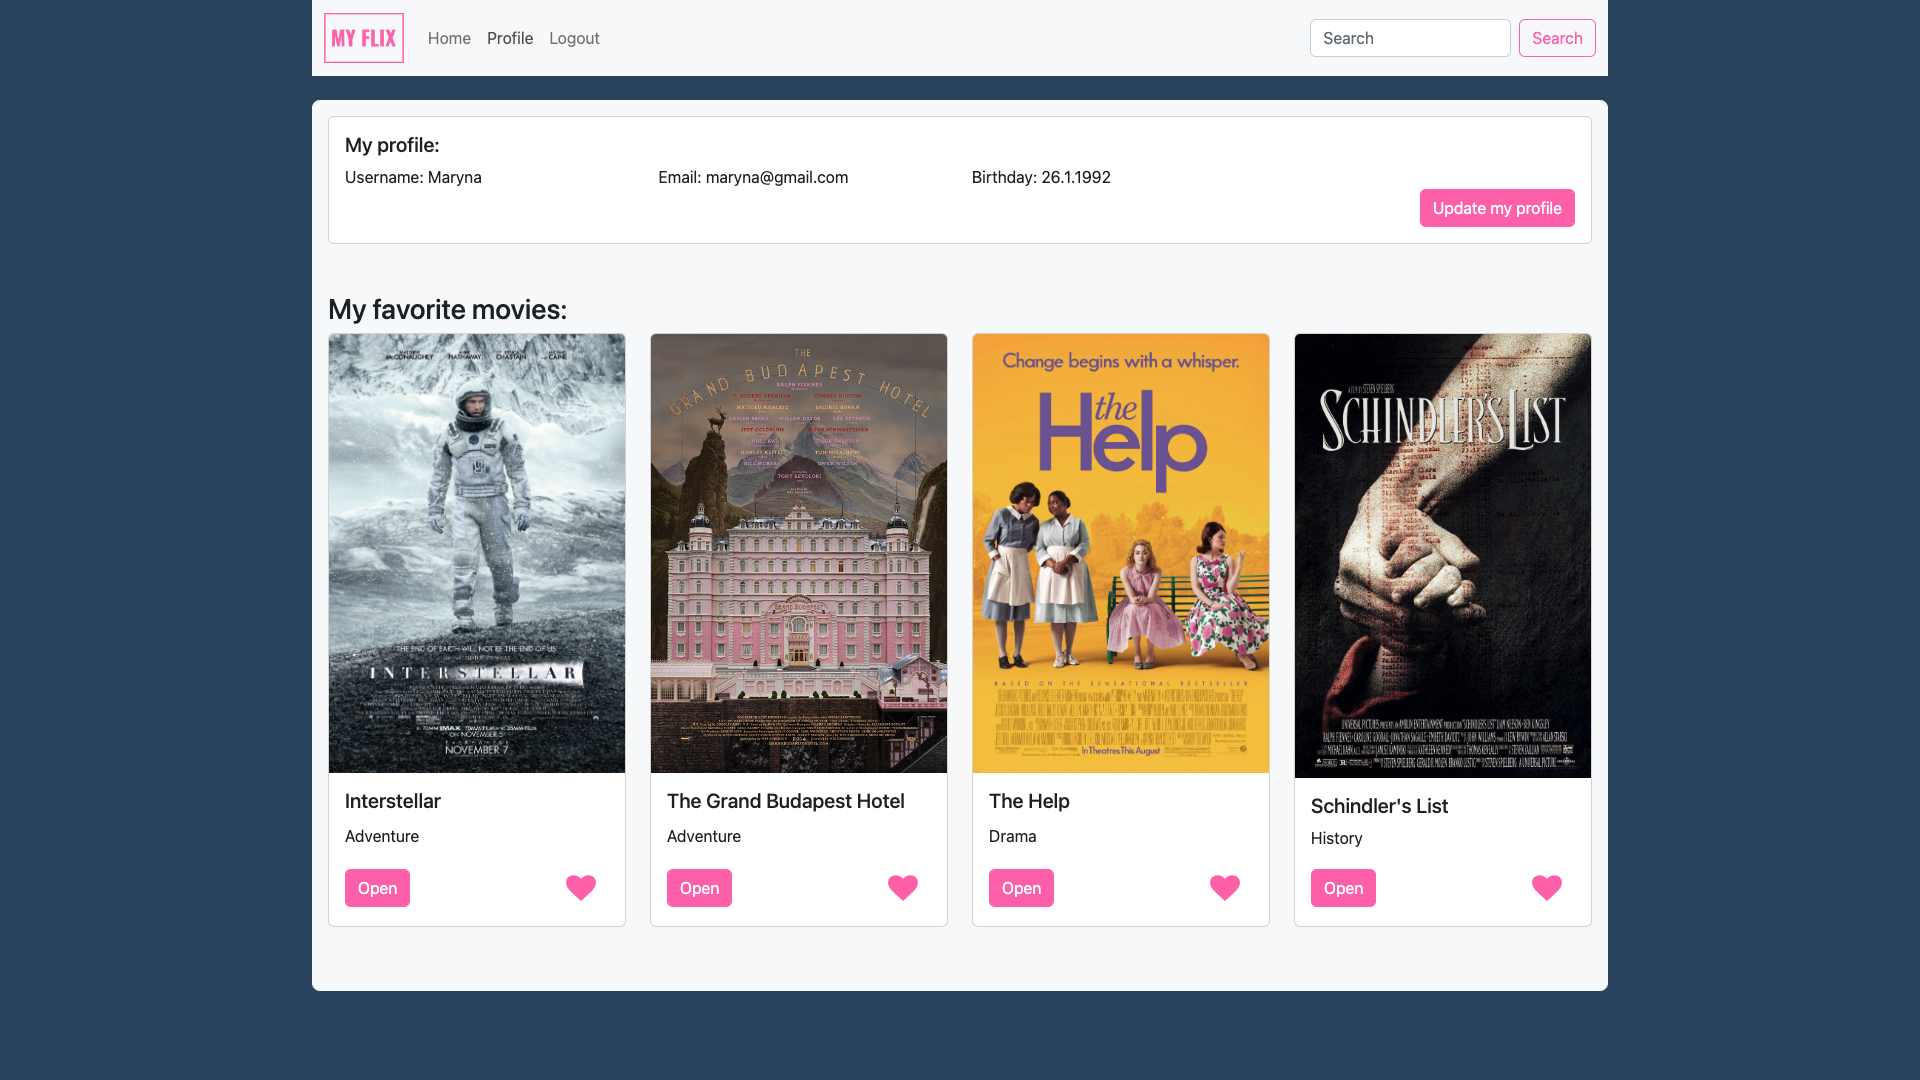 MY FLIX
Home Profile Logout
Search
Search
My profile:
Username: Maryna
Email: maryna@gmail.com
Birthday: 26.1.1992
Update my profile
My favorite movies:
MATTHEW McCONAUGHEY
HATHAWAY
CHASTAIN
MICHAEL CAINE
THE END OF EARTH WILL NOT BE THE END OF US
INTERSTELLAR
NOVEMBER 7
THE
GRAND BUDAPEST HOTEL
RALPH FIENNES
F. MURRAY ABRAHAM
EDWARD NORTON
MATHIEU AMALRIC
SAOIRSE RONAN
ADRIEN BRODY
WILLEM DAFOE
LEA SEYDOUX
JEFF GOLDBLUM
JASON SCHWARTZMAN
JUDE LAW
TILDA SWINTON
HARVEY KEITEL
TOM WILKINSON
BILL MURRAY
OWEN WILSON
TONY REVOLORI
GRAND BUDAPEST
Change begins with a whisper.
the
Help
BASED ON THE SENSATIONAL BESTSELLER
In Theatres This August
A FILM BY STEVEN SPIELBERG
SCHINDLER'S LIST
Interstellar
Adventure
Open
The Grand Budapest Hotel
Adventure
Open
The Help
Drama
Open
Schindler's List
History
Open